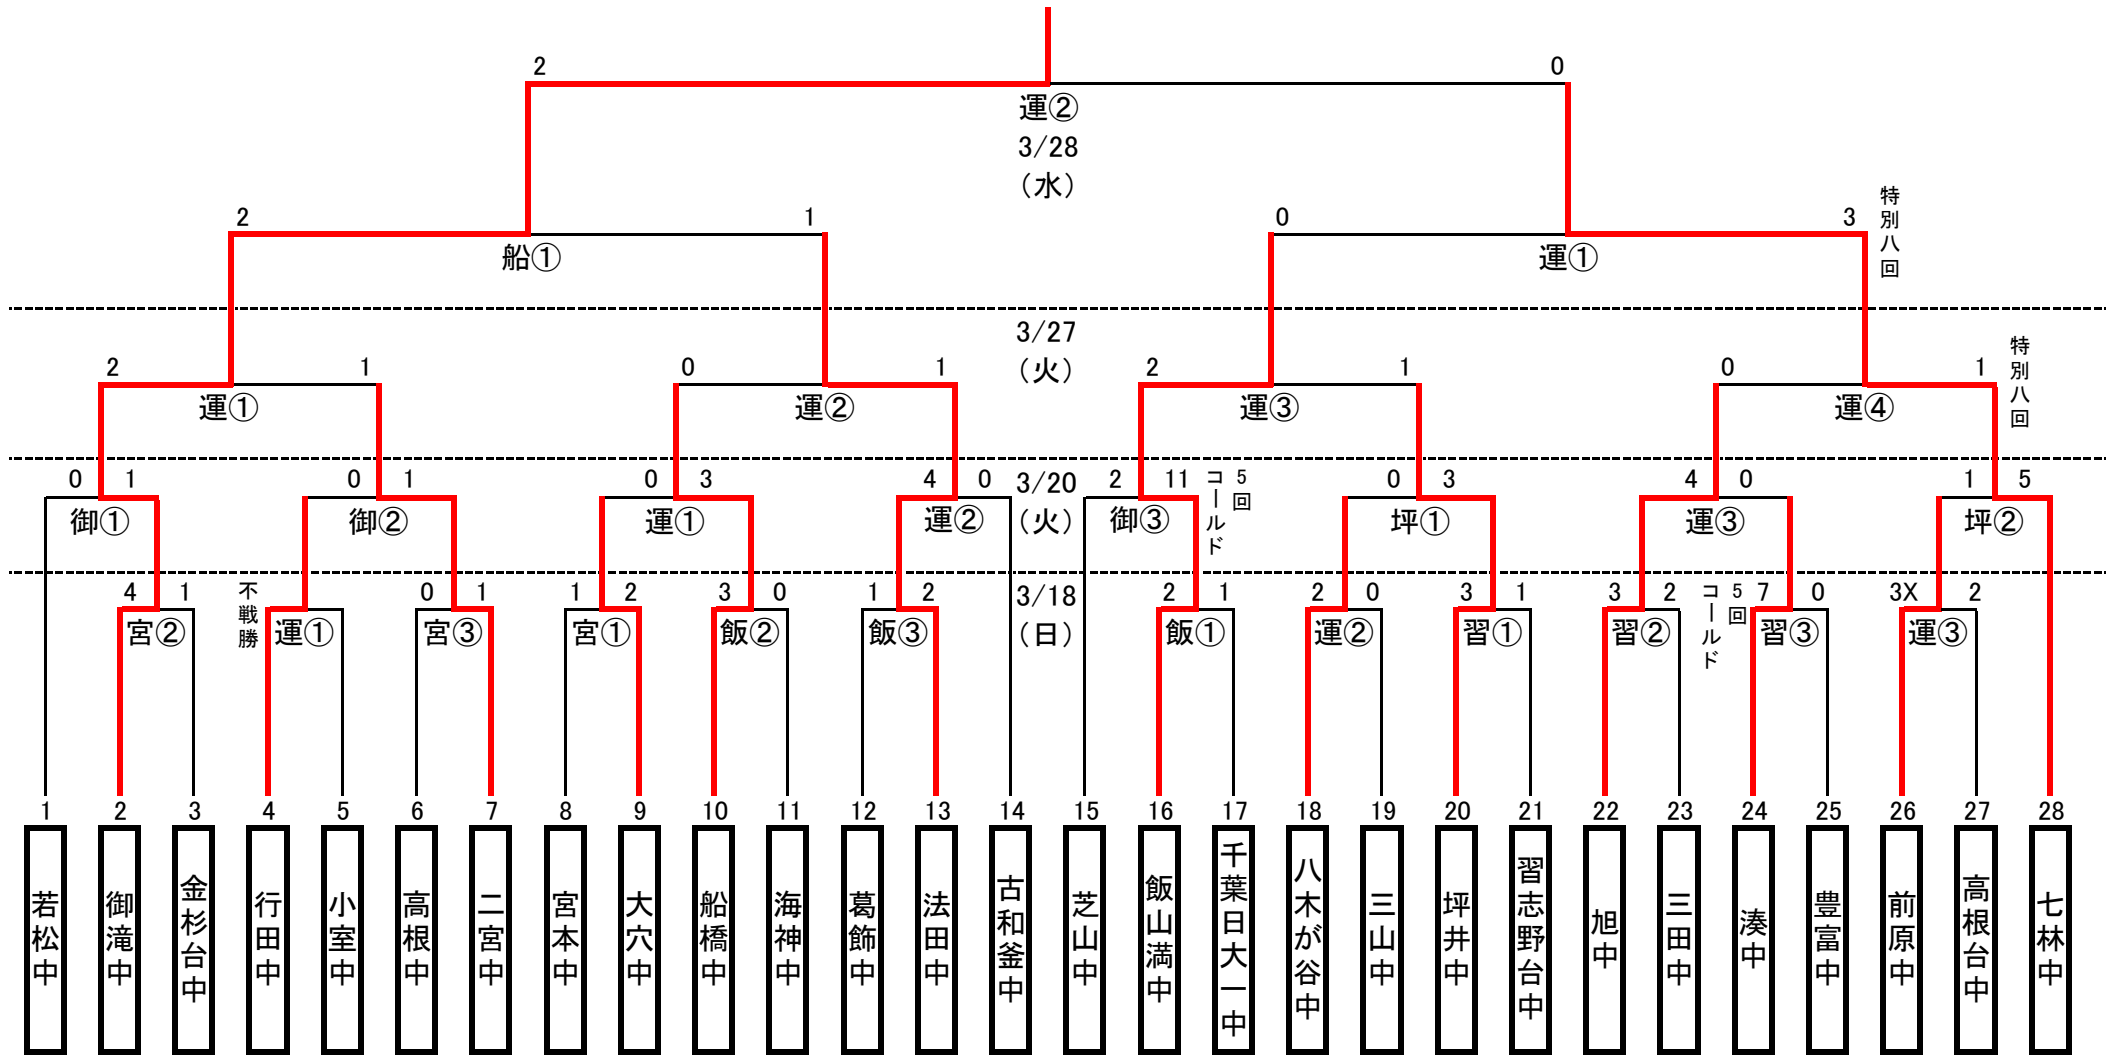 2 0
運②
3/28
(水)
2 1 0 3
特別八回
船① 運①
3/27
(火)
2 1 0 1 2 1 0 1
特別八回
運① 運② 運③ 運④
3/20
(火)
0 1 0 1 0 3 4 0 2 11 0 3 4 0 1 5
5回
コールド
御① 御② 運① 運② 御③ 坪① 運③ 坪②
3/18
(日)
4 1 0 1 1 2 3 0 1 2 2 1 2 0 3 1 3 2 7 0 3X 2
不戦勝
5回
コールド
宮② 運① 宮③ 宮① 飯② 飯③ 飯① 運② 習① 習② 習③ 運③
1 2 3 4 5 6 7 8 9 10 11 12 13 14 15 16 17 18 19 20 21 22 23 24 25 26 27 28
若松中
御滝中
金杉台中
行田中
小室中
高根中
二宮中
宮本中
大穴中
船橋中
海神中
葛飾中
法田中
古和釜中
芝山中
飯山満中
千葉日大一中
八木が谷中
三山中
坪井中
習志野台中
旭中
三田中
湊中
豊富中
前原中
高根台中
七林中